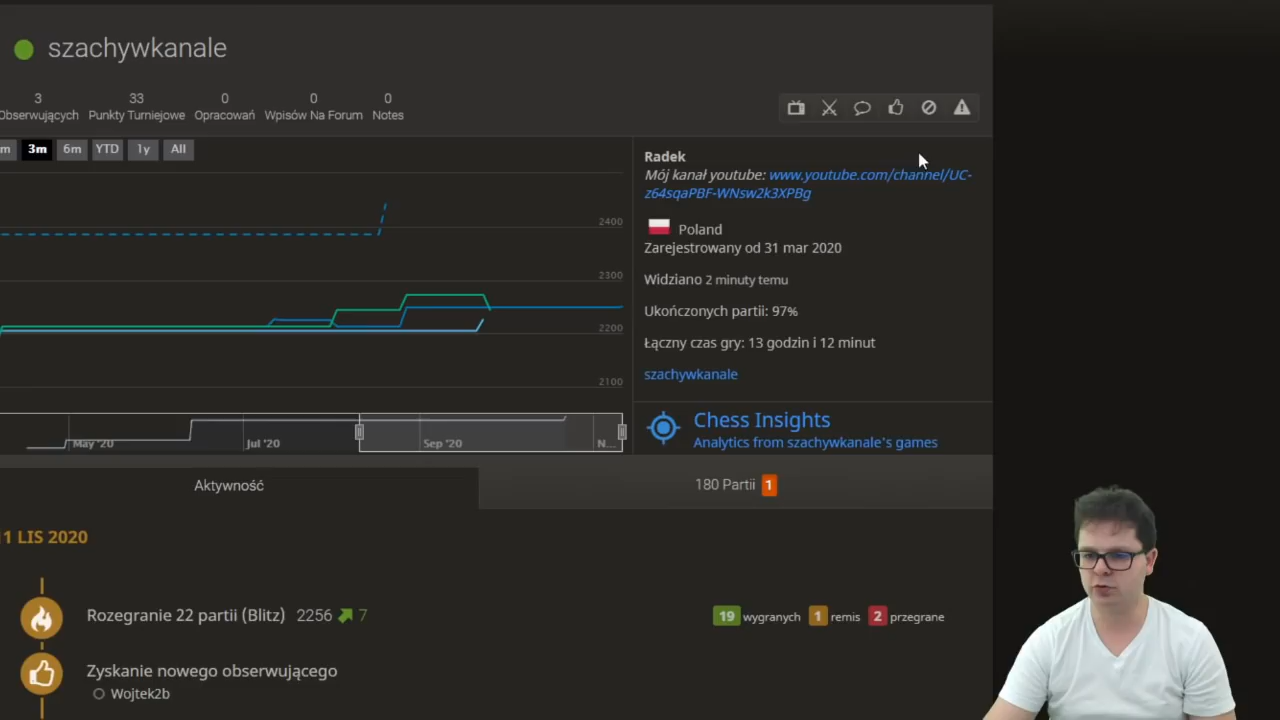 szachywkanale
3 33 0 0 0
Obserwujących Punkty Turniejowe Opracowań Wpisów Na Forum Notes
m 3m 6m YTD 1y All
Radek
Mój kanał youtube: www.youtube.com/channel/UC-
z64sqaPBF-WNsw2k3XPBg
Poland
Zarejestrowany od 31 mar 2020
Widziano 2 minuty temu
Ukończonych partii: 97%
Łączny czas gry: 13 godzin i 12 minut
szachywkanale
2400
2300
2200
2100
May '20 Jul '20 Sep '20 N...
Chess Insights
Analytics from szachywkanale's games
Aktywność
180 Partii 1
1 LIS 2020
Rozegranie 22 partii (Blitz) 2256 7
19 wygranych 1 remis 2 przegrane
Zyskanie nowego obserwującego
Wojtek2b